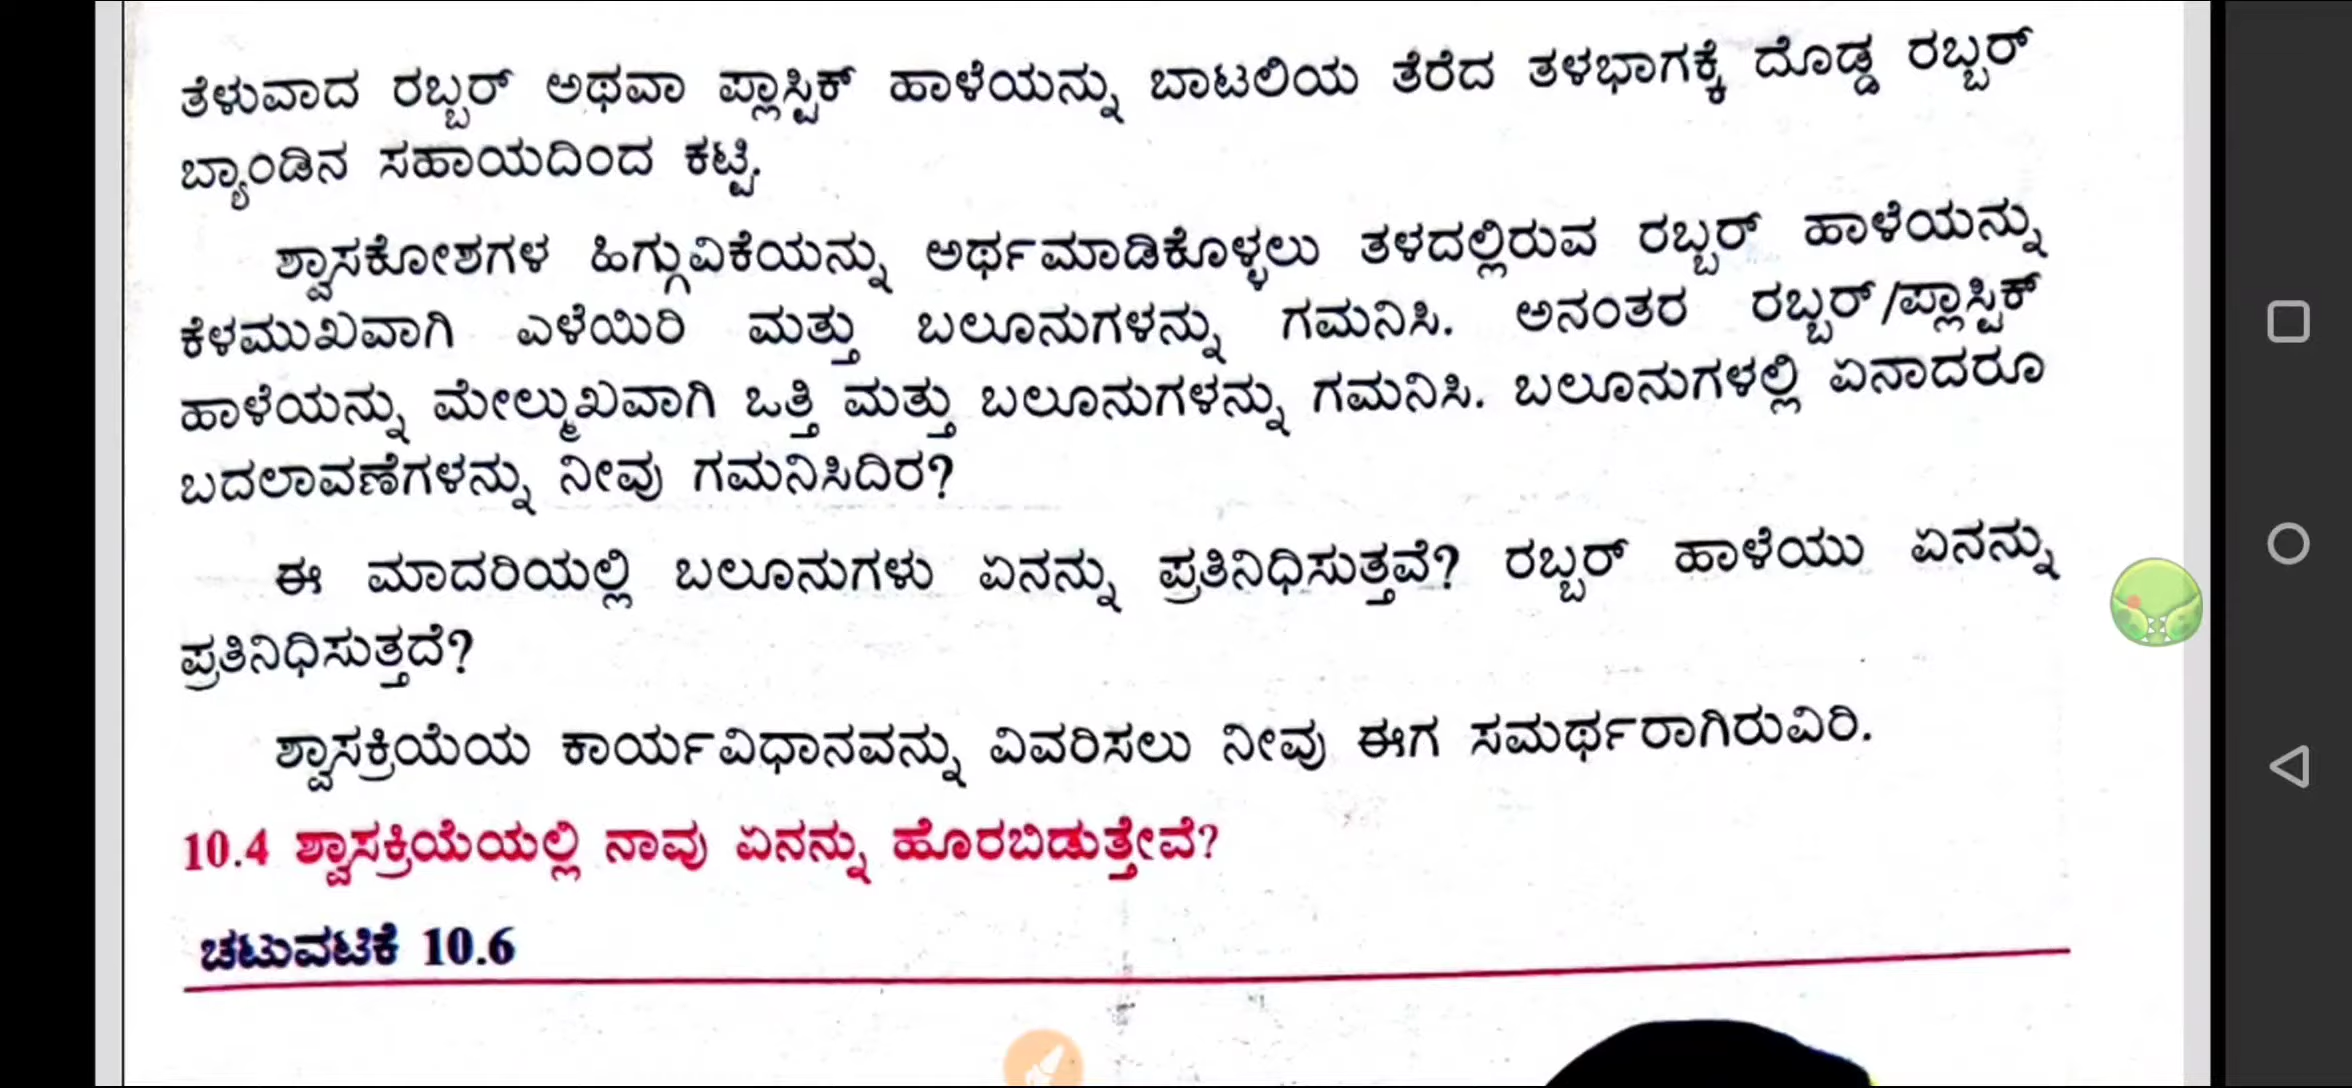 ತೆಳುವಾದ ರಬ್ಬರ್ ಅಥವಾ ಪ್ಲಾಸ್ಟಿಕ್ ಹಾಳೆಯನ್ನು ಬಾಟಲಿಯ ತೆರೆದ ತಳಭಾಗಕ್ಕೆ ದೊಡ್ಡ ರಬ್ಬರ್
ಬ್ಯಾಂಡಿನ ಸಹಾಯದಿಂದ ಕಟ್ಟಿ.
ಶ್ವಾಸಕೋಶಗಳ ಹಿಗ್ಗುವಿಕೆಯನ್ನು ಅರ್ಥಮಾಡಿಕೊಳ್ಳಲು ತಳದಲ್ಲಿರುವ ರಬ್ಬರ್ ಹಾಳೆಯನ್ನು
ಕೆಳಮುಖವಾಗಿ ಎಳೆಯಿರಿ ಮತ್ತು ಬಲೂನುಗಳನ್ನು ಗಮನಿಸಿ. ಅನಂತರ ರಬ್ಬರ್/ಪ್ಲಾಸ್ಟಿಕ್
ಹಾಳೆಯನ್ನು ಮೇಲ್ಮುಖವಾಗಿ ಒತ್ತಿ ಮತ್ತು ಬಲೂನುಗಳನ್ನು ಗಮನಿಸಿ. ಬಲೂನುಗಳಲ್ಲಿ ಏನಾದರೂ
ಬದಲಾವಣೆಗಳನ್ನು ನೀವು ಗಮನಿಸಿದಿರ?
ಈ ಮಾದರಿಯಲ್ಲಿ ಬಲೂನುಗಳು ಏನನ್ನು ಪ್ರತಿನಿಧಿಸುತ್ತವೆ? ರಬ್ಬರ್ ಹಾಳೆಯು ಏನನ್ನು
ಪ್ರತಿನಿಧಿಸುತ್ತದೆ?
ಶ್ವಾಸಕ್ರಿಯೆಯ ಕಾರ್ಯವಿಧಾನವನ್ನು ವಿವರಿಸಲು ನೀವು ಈಗ ಸಮರ್ಥರಾಗಿರುವಿರಿ.
10.4 ಶ್ವಾಸಕ್ರಿಯೆಯಲ್ಲಿ ನಾವು ಏನನ್ನು ಹೊರಬಿಡುತ್ತೇವೆ?
ಚಟುವಟಿಕೆ 10.6